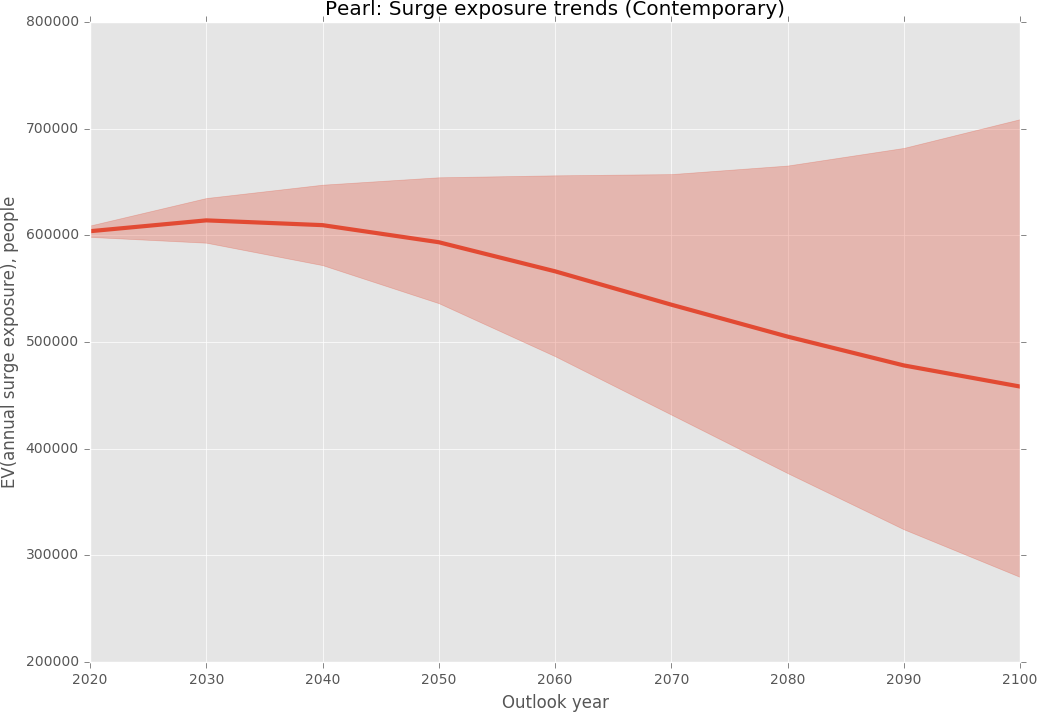 Pearl: Surge exposure trends (Contemporary)
800000
700000
600000
500000
400000
300000
200000
EV(annual surge exposure), people
2020 2030 2040 2050 2060 2070 2080 2090 2100
Outlook year